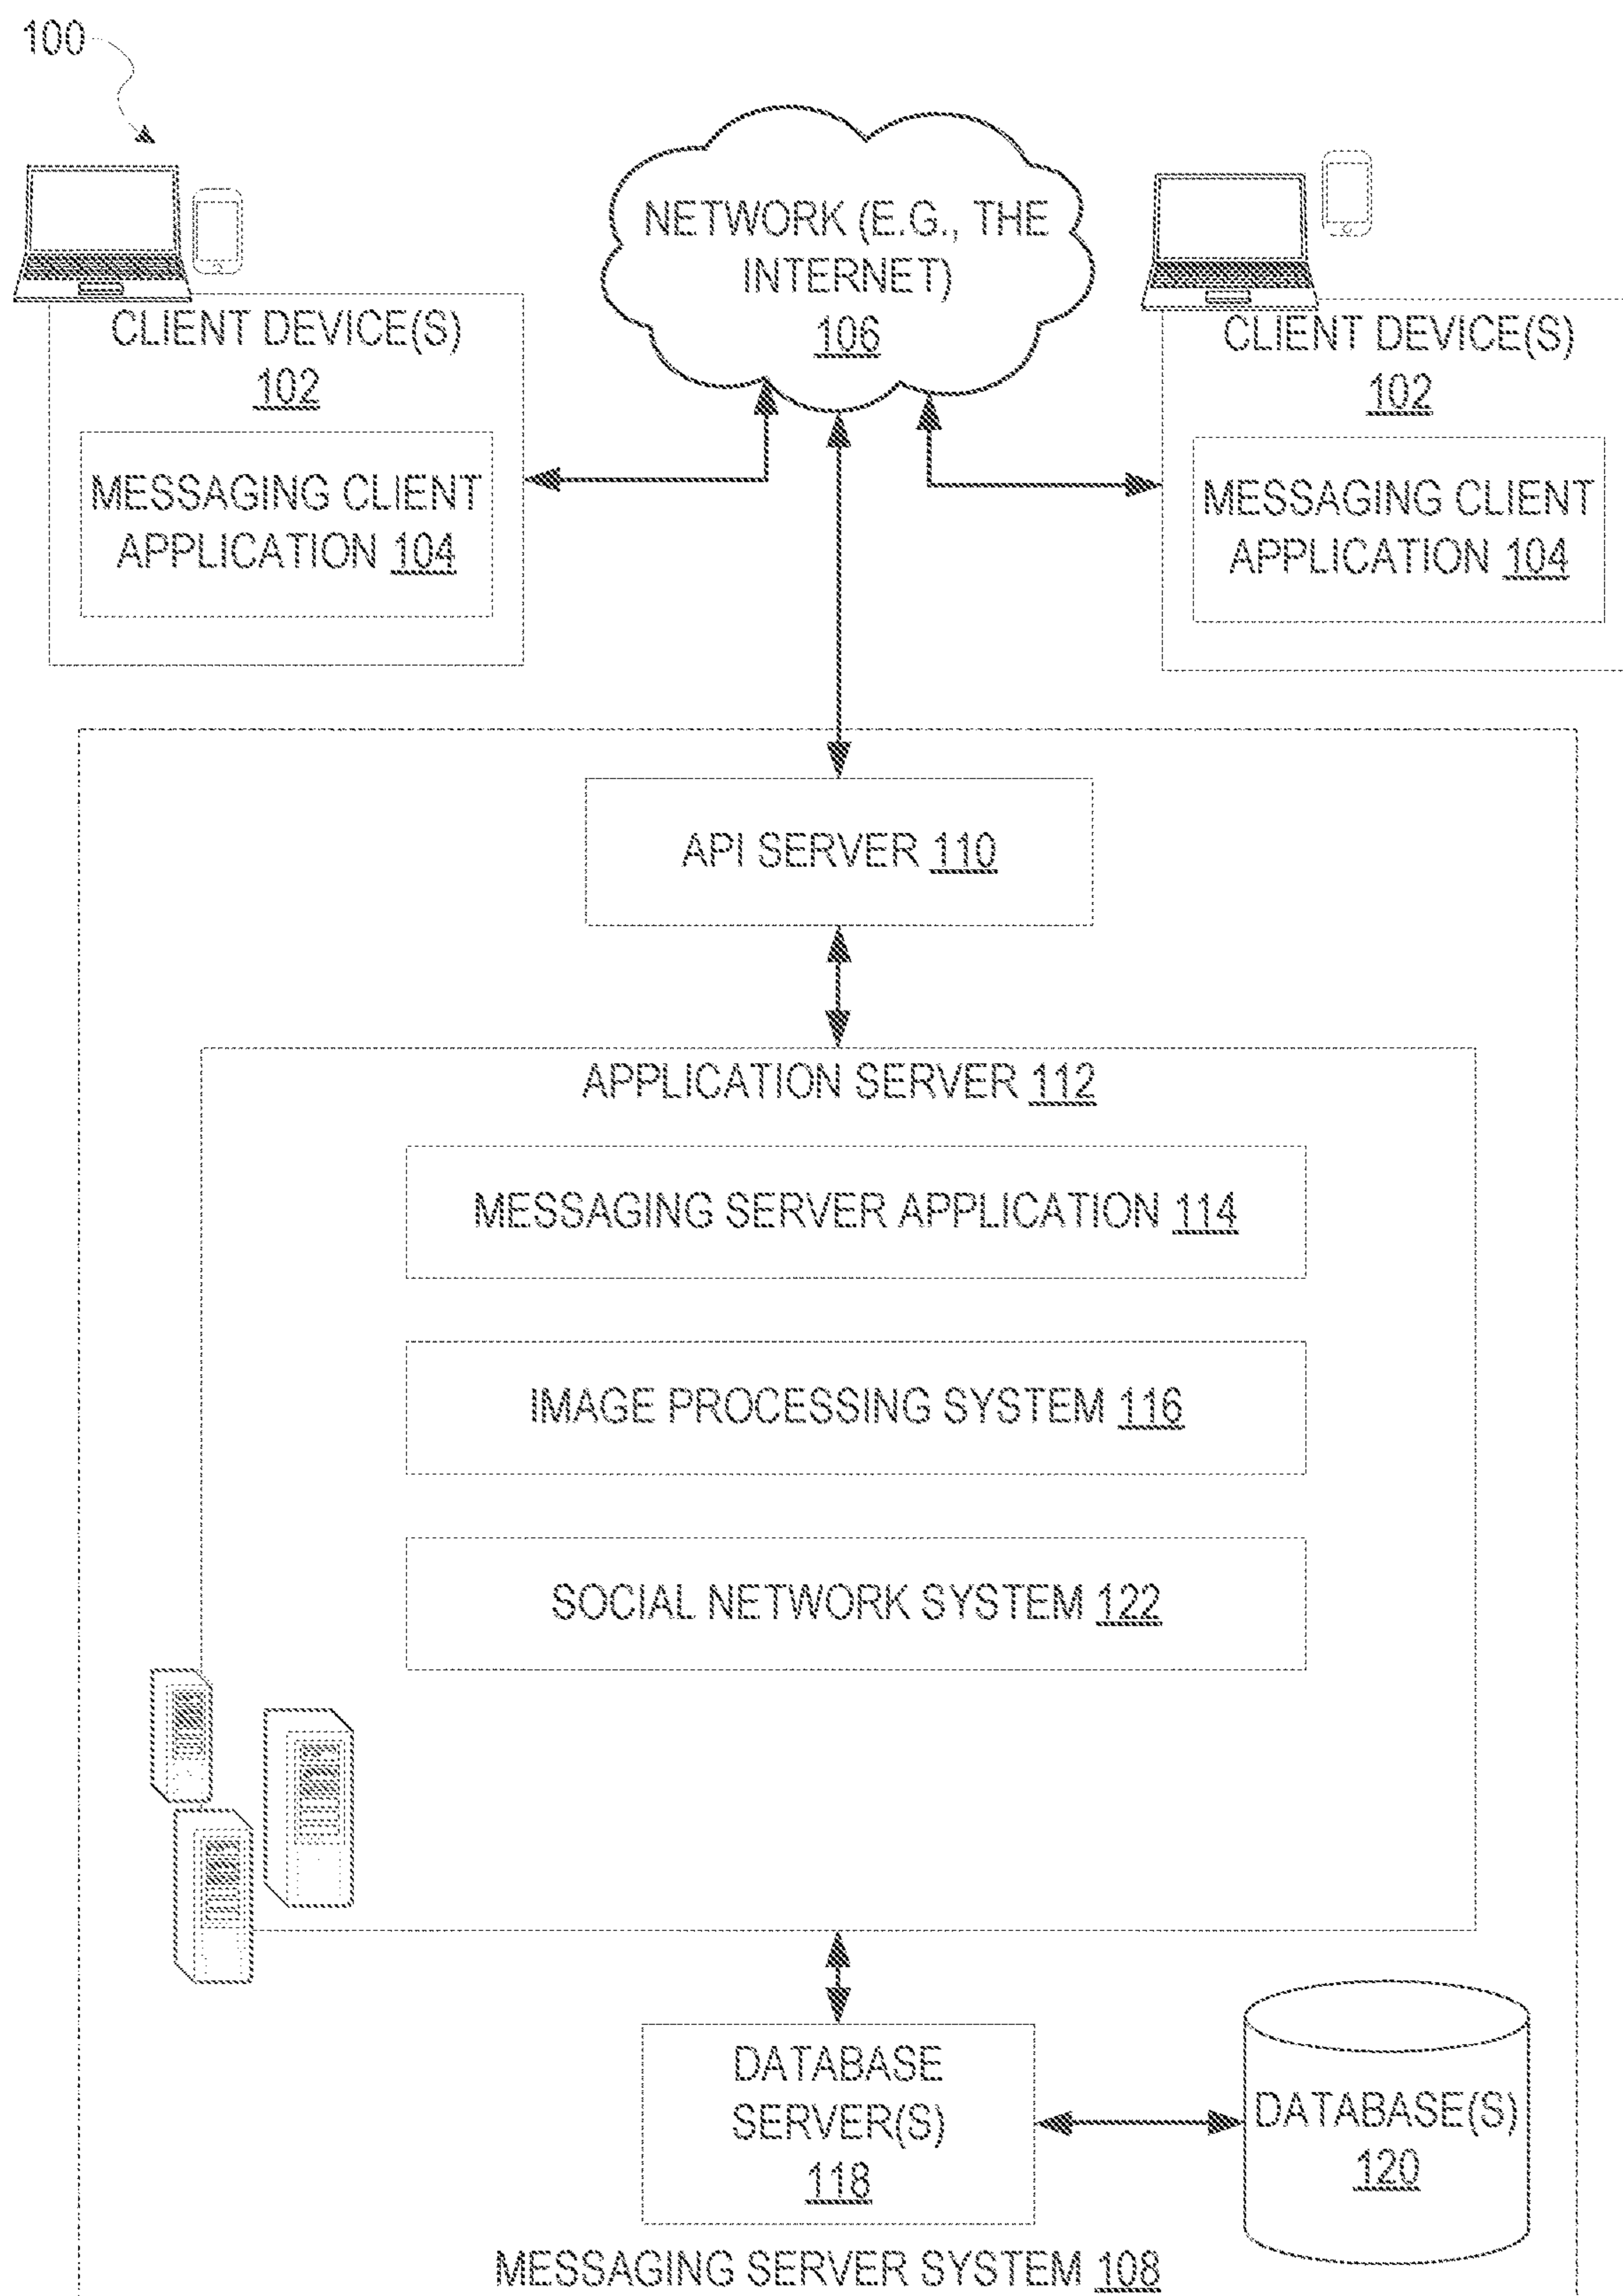 100
NETWORK (E.G., THE
INTERNET)
106
CLIENT DEVICE(S)
102
MESSAGING CLIENT
APPLICATION 104
CLIENT DEVICE(S)
102
MESSAGING CLIENT
APPLICATION 104
API SERVER 110
APPLICATION SERVER 112
MESSAGING SERVER APPLICATION 114
IMAGE PROCESSING SYSTEM 116
SOCIAL NETWORK SYSTEM 122
DATABASE
SERVER(S)
118
DATABASE(S)
120
MESSAGING SERVER SYSTEM 108